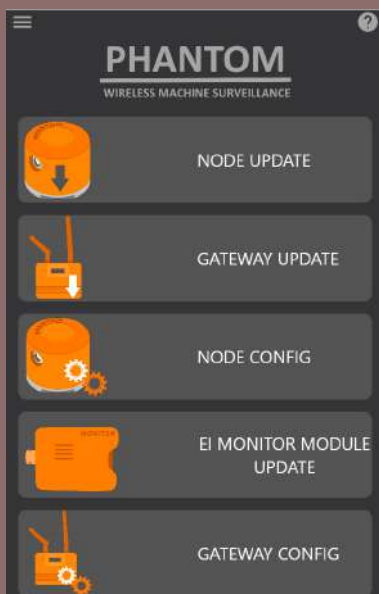 ?
PHANTOM
WIRELESS MACHINE SURVEILLANCE
NODE UPDATE
GATEWAY UPDATE
NODE CONFIG
MONITOR
EI MONITOR MODULE
UPDATE
GATEWAY CONFIG